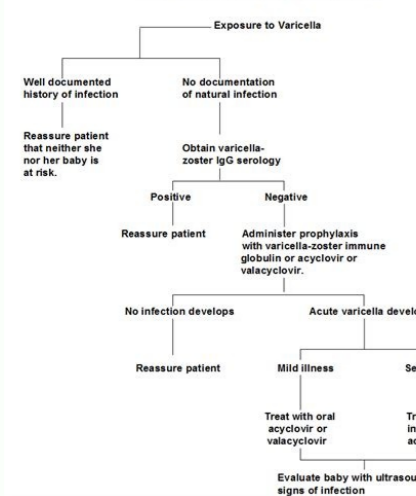 Exposure to Varicella
Well documented
history of infection
No documentation
of natural infection
Reassure patient
that neither she
nor her baby is
at risk.
Obtain varicella-
zoster IgG serology
Positive
Negative
Reassure patient
Administer prophylaxis
with varicella-zoster immune
globulin or acyclovir or
valacyclovir.
No infection develops
Acute varicella
Reassure patient
Mild illness
Treat with oral
acyclovir or
valacyclovir
Evaluate baby with
signs of infection